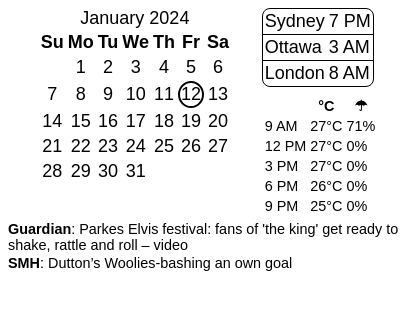 January 2024
Su Mo Tu We Th Fr Sa
1 2 3 4 5 6
7 8 9 10 11 12 13
14 15 16 17 18 19 20
21 22 23 24 25 26 27
28 29 30 31
Sydney 7 PM
Ottawa 3 AM
London 8 AM
°C ☂
9 AM 27°C 71%
12 PM 27°C 0%
3 PM 27°C 0%
6 PM 26°C 0%
9 PM 25°C 0%
Guardian: Parkes Elvis festival: fans of 'the king' get ready to
shake, rattle and roll – video
SMH: Dutton’s Woolies-bashing an own goal